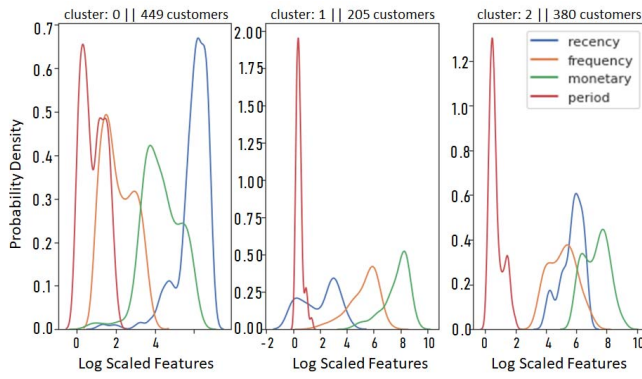 cluster: 0 || 449 customers
cluster: 1 || 205 customers
cluster: 2 || 380 customers
Probability Density
0.7
0.6
0.5
0.4
0.3
0.2
0.1
0.0
0 2 4
Log Scaled Features
2.00
1.75
1.50
1.25
1.00
0.75
0.50
0.25
0.00
−2 0 2 4 6 8 10
Log Scaled Features
1.2
1.0
0.8
0.6
0.4
0.2
0.0
0 2 4 6 8 10
Log Scaled Features
recency
frequency
monetary
period